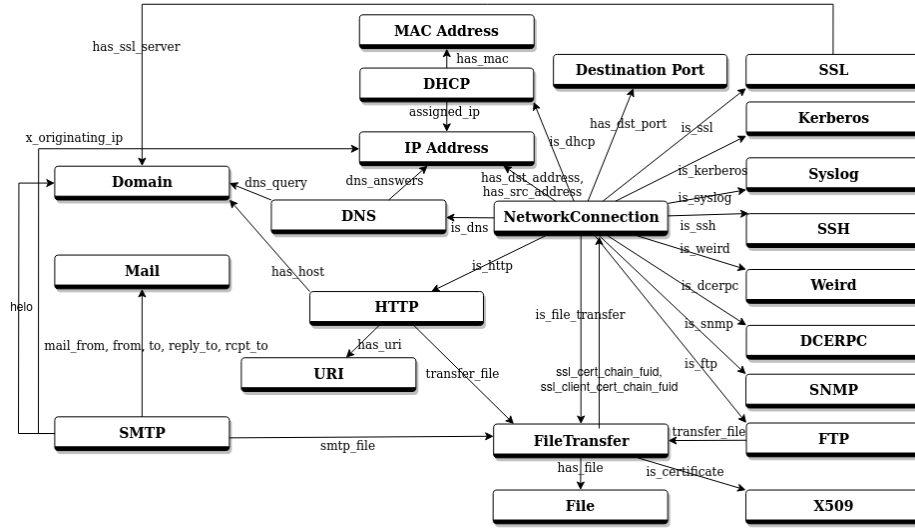 MAC Address
has_ssl_server
has_mac
DHCP
Destination Port
SSL
assigned_ip
has_dst_port
is_ssl
Kerberos
x_originating_ip
IP Address
is_dhcp
is_kerberos
Domain
dns_query
dns_answers
has_dst_address,
has_src_address
Syslog
is_syslog
DNS
is_dns
NetworkConnection
is_ssh
SSH
is_weird
Mail
has_host
is_http
Weird
is_dcerpc
helo
HTTP
is_file_transfer
is_snmp
DCERPC
mail_from, from, to, reply_to, rcpt_to
has_uri
is_ftp
URI
transfer_file
ssl_cert_chain_fuid,
ssl_client_cert_chain_fuid
SNMP
SMTP
smtp_file
FileTransfer
transfer_file
FTP
has_file
is_certificate
File
X509